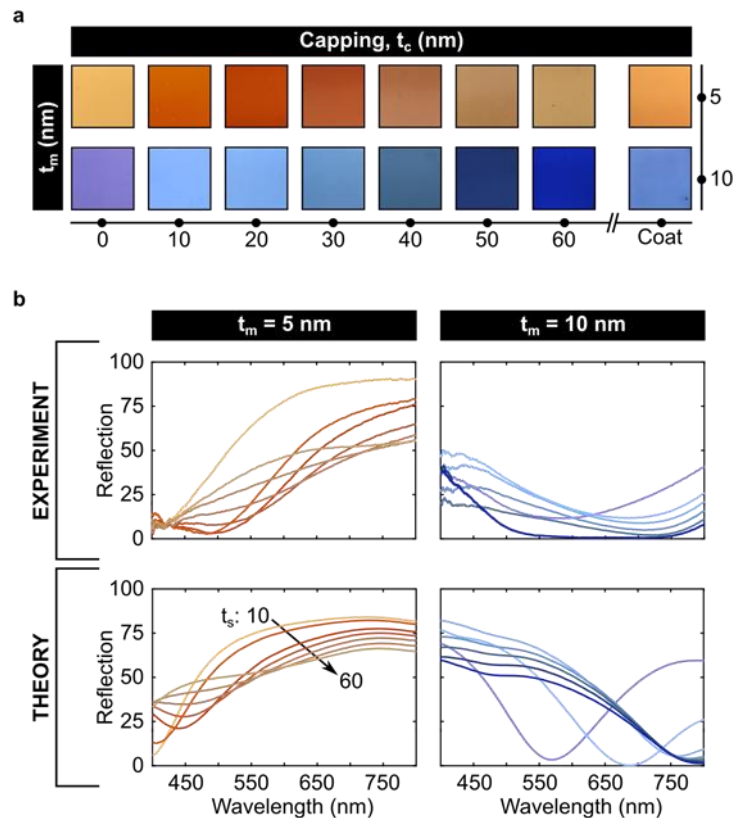 a
Capping, t_c (nm)
t_m (nm)
5
10
0 10 20 30 40 50 60 // Coat
b
t_m = 5 nm t_m = 10 nm
EXPERIMENT
Reflection
100
75
50
25
0
THEORY
Reflection
100
75
50
25
0
t_s: 10
60
450 550 650 750 450 550 650 750
Wavelength (nm) Wavelength (nm)